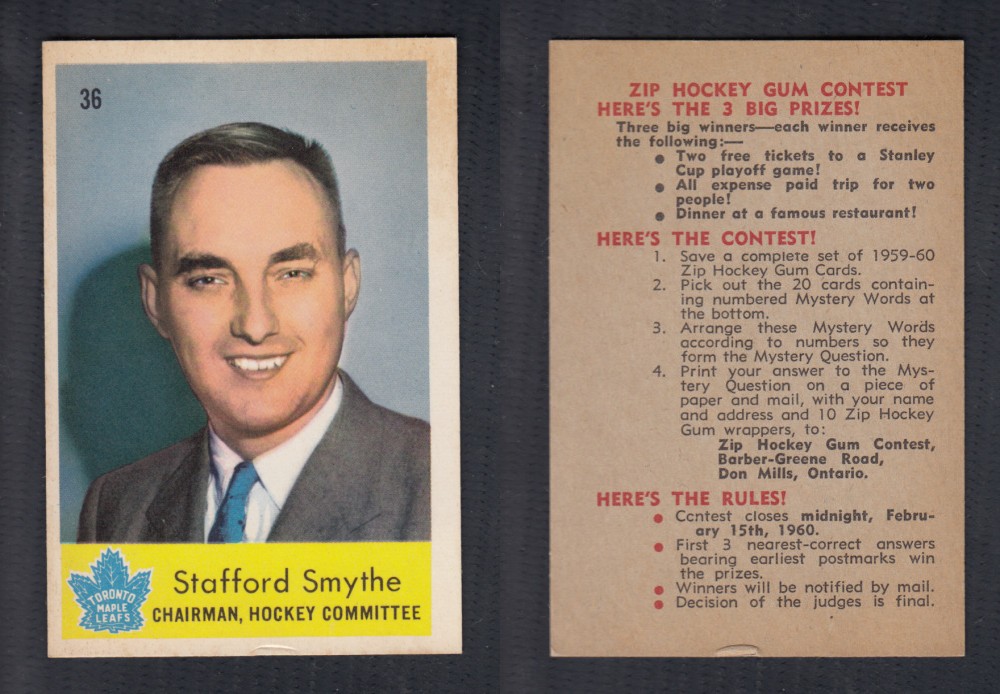 36
TORONTO
MAPLE
LEAFS
Stafford Smythe
CHAIRMAN, HOCKEY COMMITTEE
ZIP HOCKEY GUM CONTEST
HERE'S THE 3 BIG PRIZES!
Three big winners—each winner receives
the following:—
● Two free tickets to a Stanley
Cup playoff game!
● All expense paid trip for two
people!
● Dinner at a famous restaurant!
HERE'S THE CONTEST!
1. Save a complete set of 1959-60
Zip Hockey Gum Cards.
2. Pick out the 20 cards contain-
ing numbered Mystery Words at
the bottom.
3. Arrange these Mystery Words
according to numbers so they
form the Mystery Question.
4. Print your answer to the Mys-
tery Question on a piece of
paper and mail, with your name
and address and 10 Zip Hockey
Gum wrappers, to:
Zip Hockey Gum Contest,
Barber-Greene Road,
Don Mills, Ontario.
HERE'S THE RULES!
● Contest closes midnight, Febru-
ary 15th, 1960.
● First 3 nearest-correct answers
bearing earliest postmarks win
the prizes.
● Winners will be notified by mail.
● Decision of the judges is final.